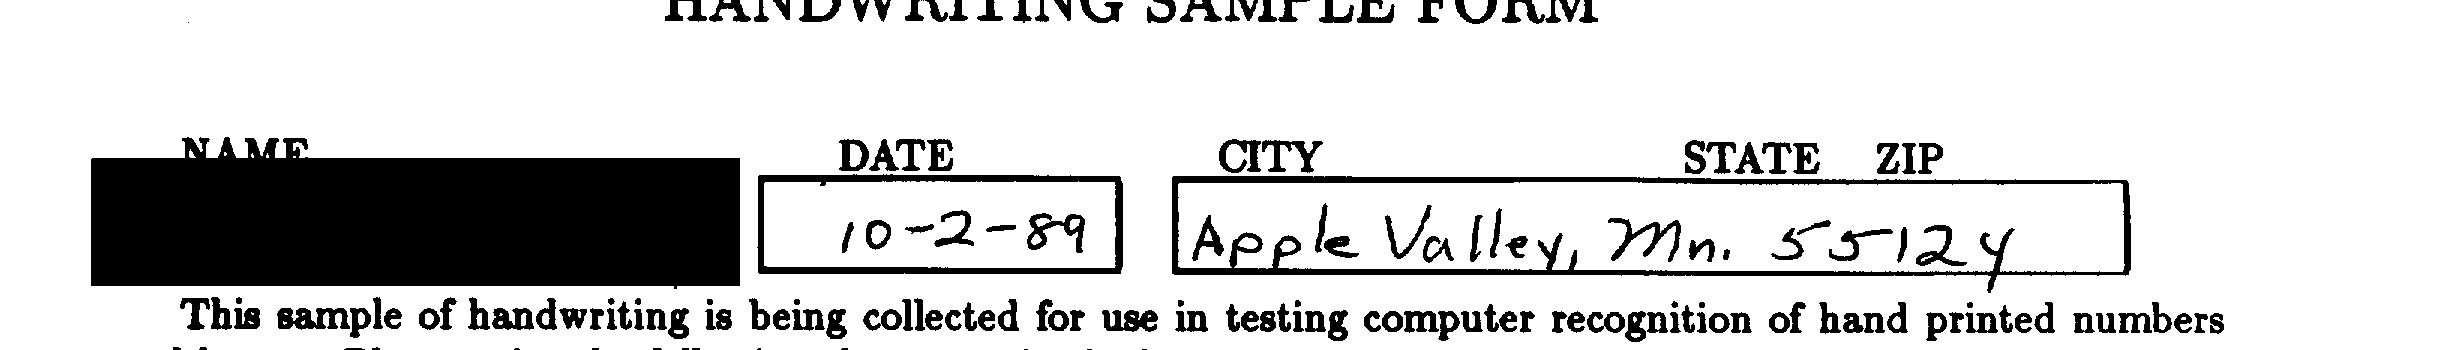 HANDWRITING SAMPLE FORM
NAME DATE CITY STATE ZIP
10-2-89 Apple Valley, Mn. 55124
This sample of handwriting is being collected for use in testing computer recognition of hand printed numbers